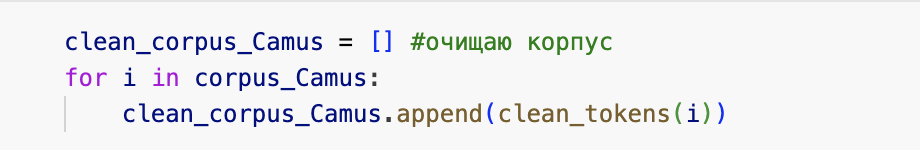 clean_corpus_Camus = [] #очищаю корпус
for i in corpus_Camus:
    clean_corpus_Camus.append(clean_tokens(i))